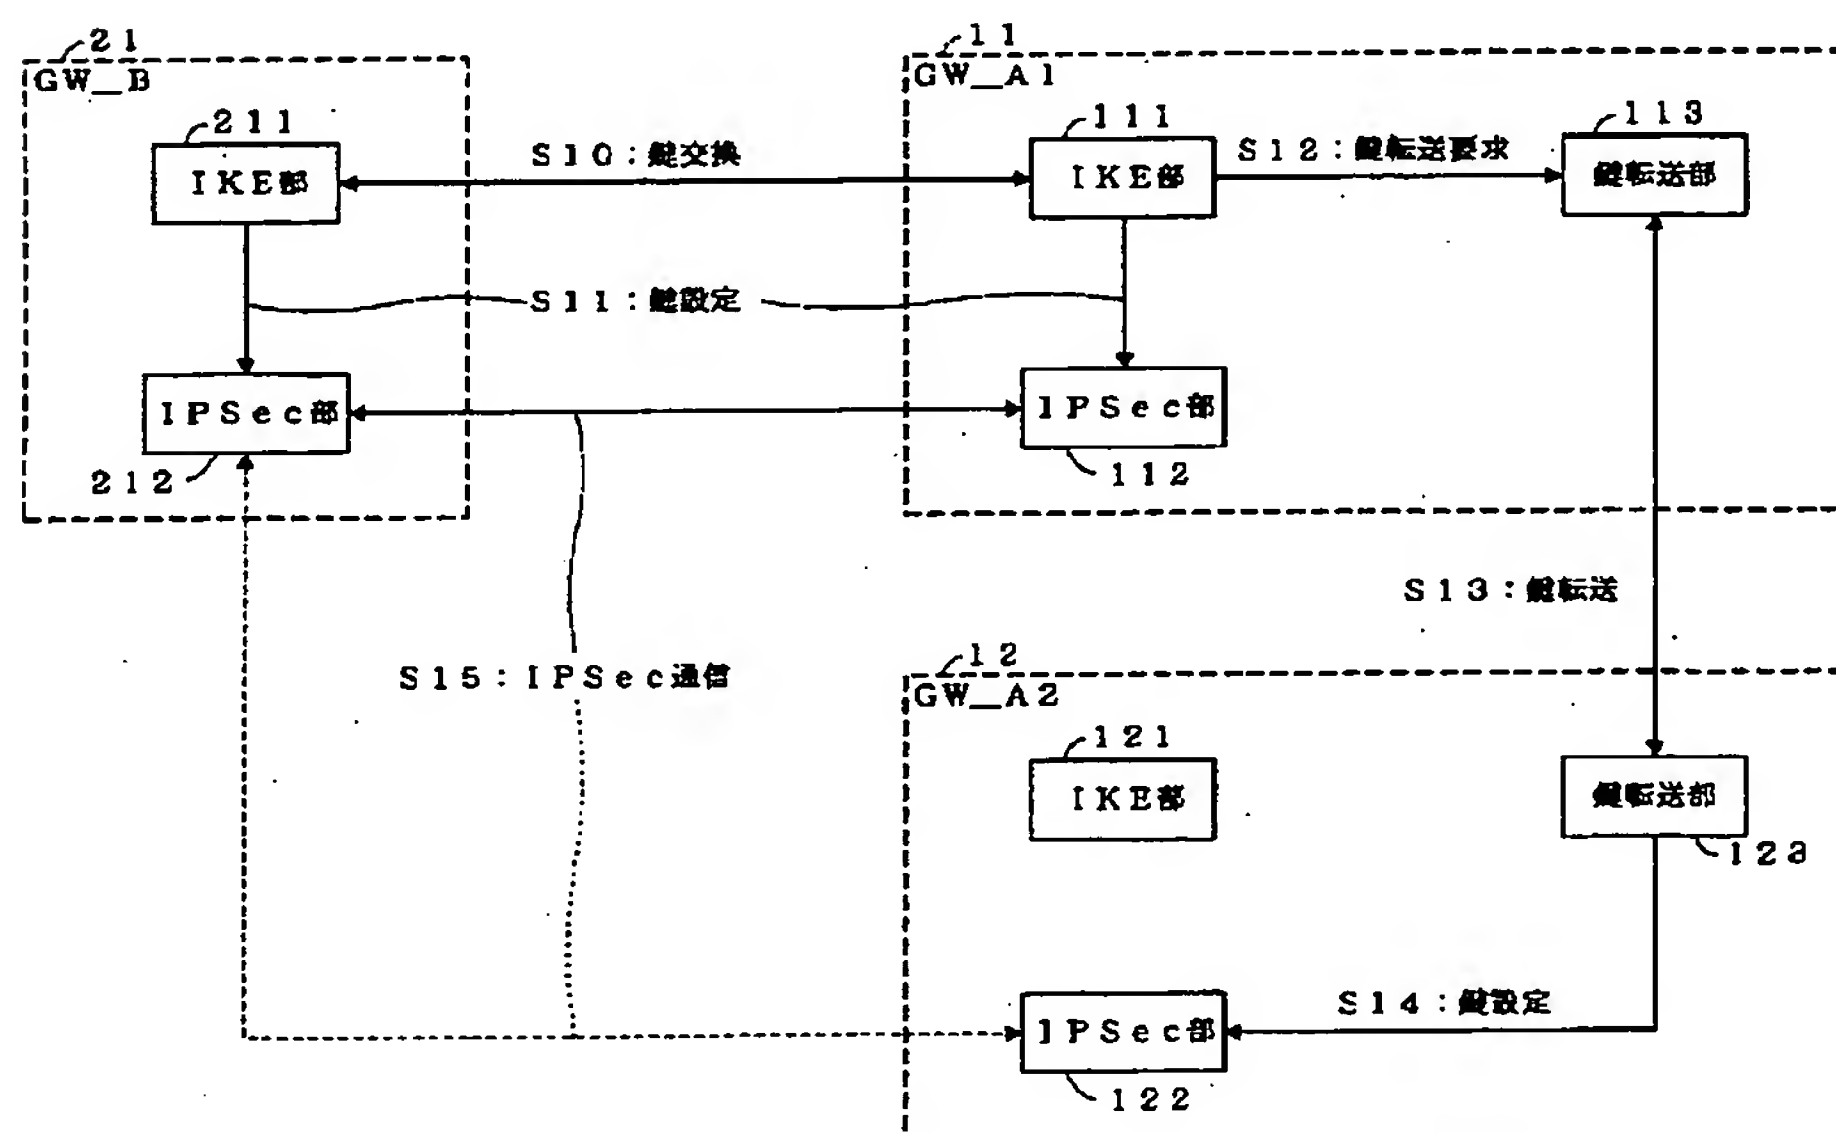 21
GW_B
211
IKE部
S10:鍵交換
11
GW_A1
111
IKE部
S12:鍵転送要求
113
鍵転送部
S11:鍵設定
IPSec部
212
IPSec部
112
S13:鍵転送
S15:IPSec通信
12
GW_A2
121
IKE部
鍵転送部
123
S14:鍵設定
IPSec部
122